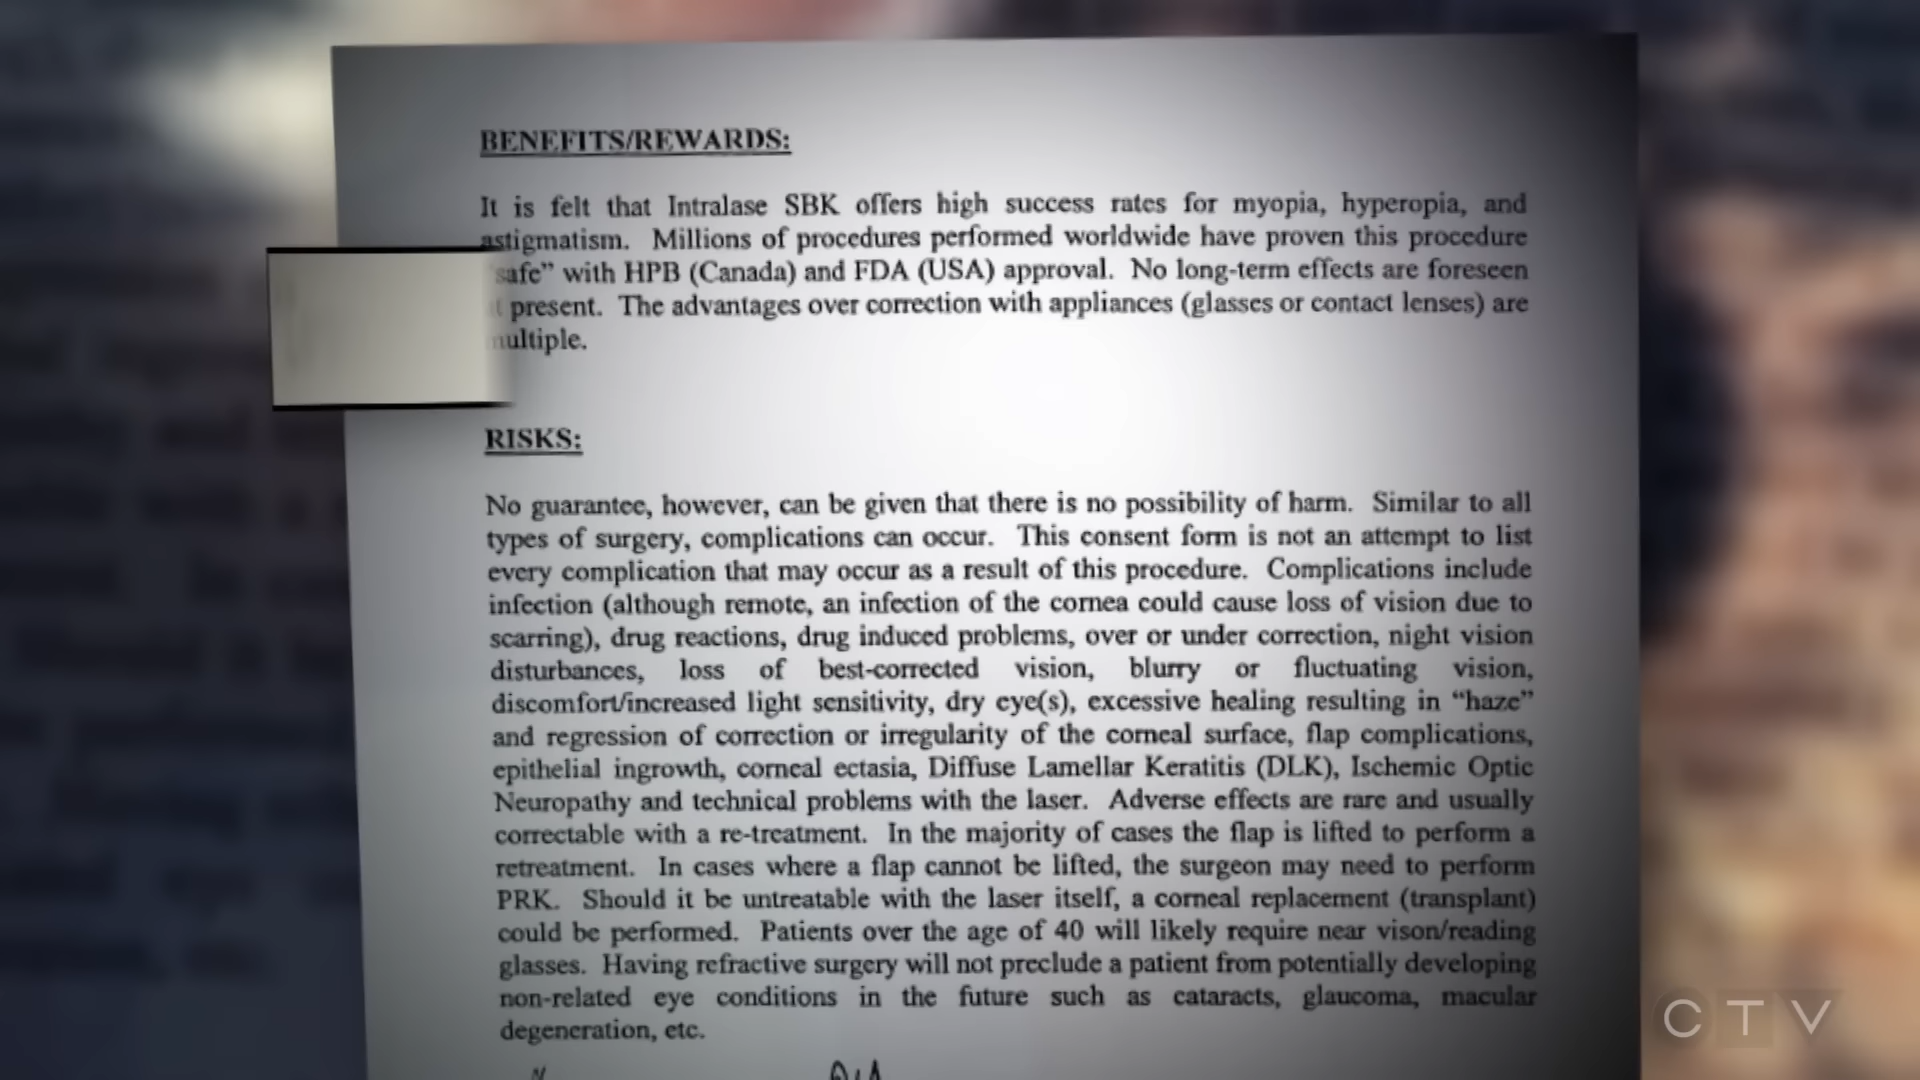 BENEFITS/REWARDS:
It is felt that Intralase SBK offers high success rates for myopia, hyperopia, and
astigmatism. Millions of procedures performed worldwide have proven this procedure
safe” with HPB (Canada) and FDA (USA) approval. No long-term effects are foreseen
present. The advantages over correction with appliances (glasses or contact lenses) are
multiple.
RISKS:
No guarantee, however, can be given that there is no possibility of harm. Similar to all
types of surgery, complications can occur. This consent form is not an attempt to list
every complication that may occur as a result of this procedure. Complications include
infection (although remote, an infection of the cornea could cause loss of vision due to
scarring), drug reactions, drug induced problems, over or under correction, night vision
disturbances, loss of best-corrected vision, blurry or fluctuating vision,
discomfort/increased light sensitivity, dry eye(s), excessive healing resulting in “haze”
and regression of correction or irregularity of the corneal surface, flap complications,
epithelial ingrowth, corneal ectasia, Diffuse Lamellar Keratitis (DLK), Ischemic Optic
Neuropathy and technical problems with the laser. Adverse effects are rare and usually
correctable with a re-treatment. In the majority of cases the flap is lifted to perform a
retreatment. In cases where a flap cannot be lifted, the surgeon may need to perform
PRK. Should it be untreatable with the laser itself, a corneal replacement (transplant)
could be performed. Patients over the age of 40 will likely require near vison/reading
glasses. Having refractive surgery will not preclude a patient from potentially developing
non-related eye conditions in the future such as cataracts, glaucoma, macular
degeneration, etc.
CTV